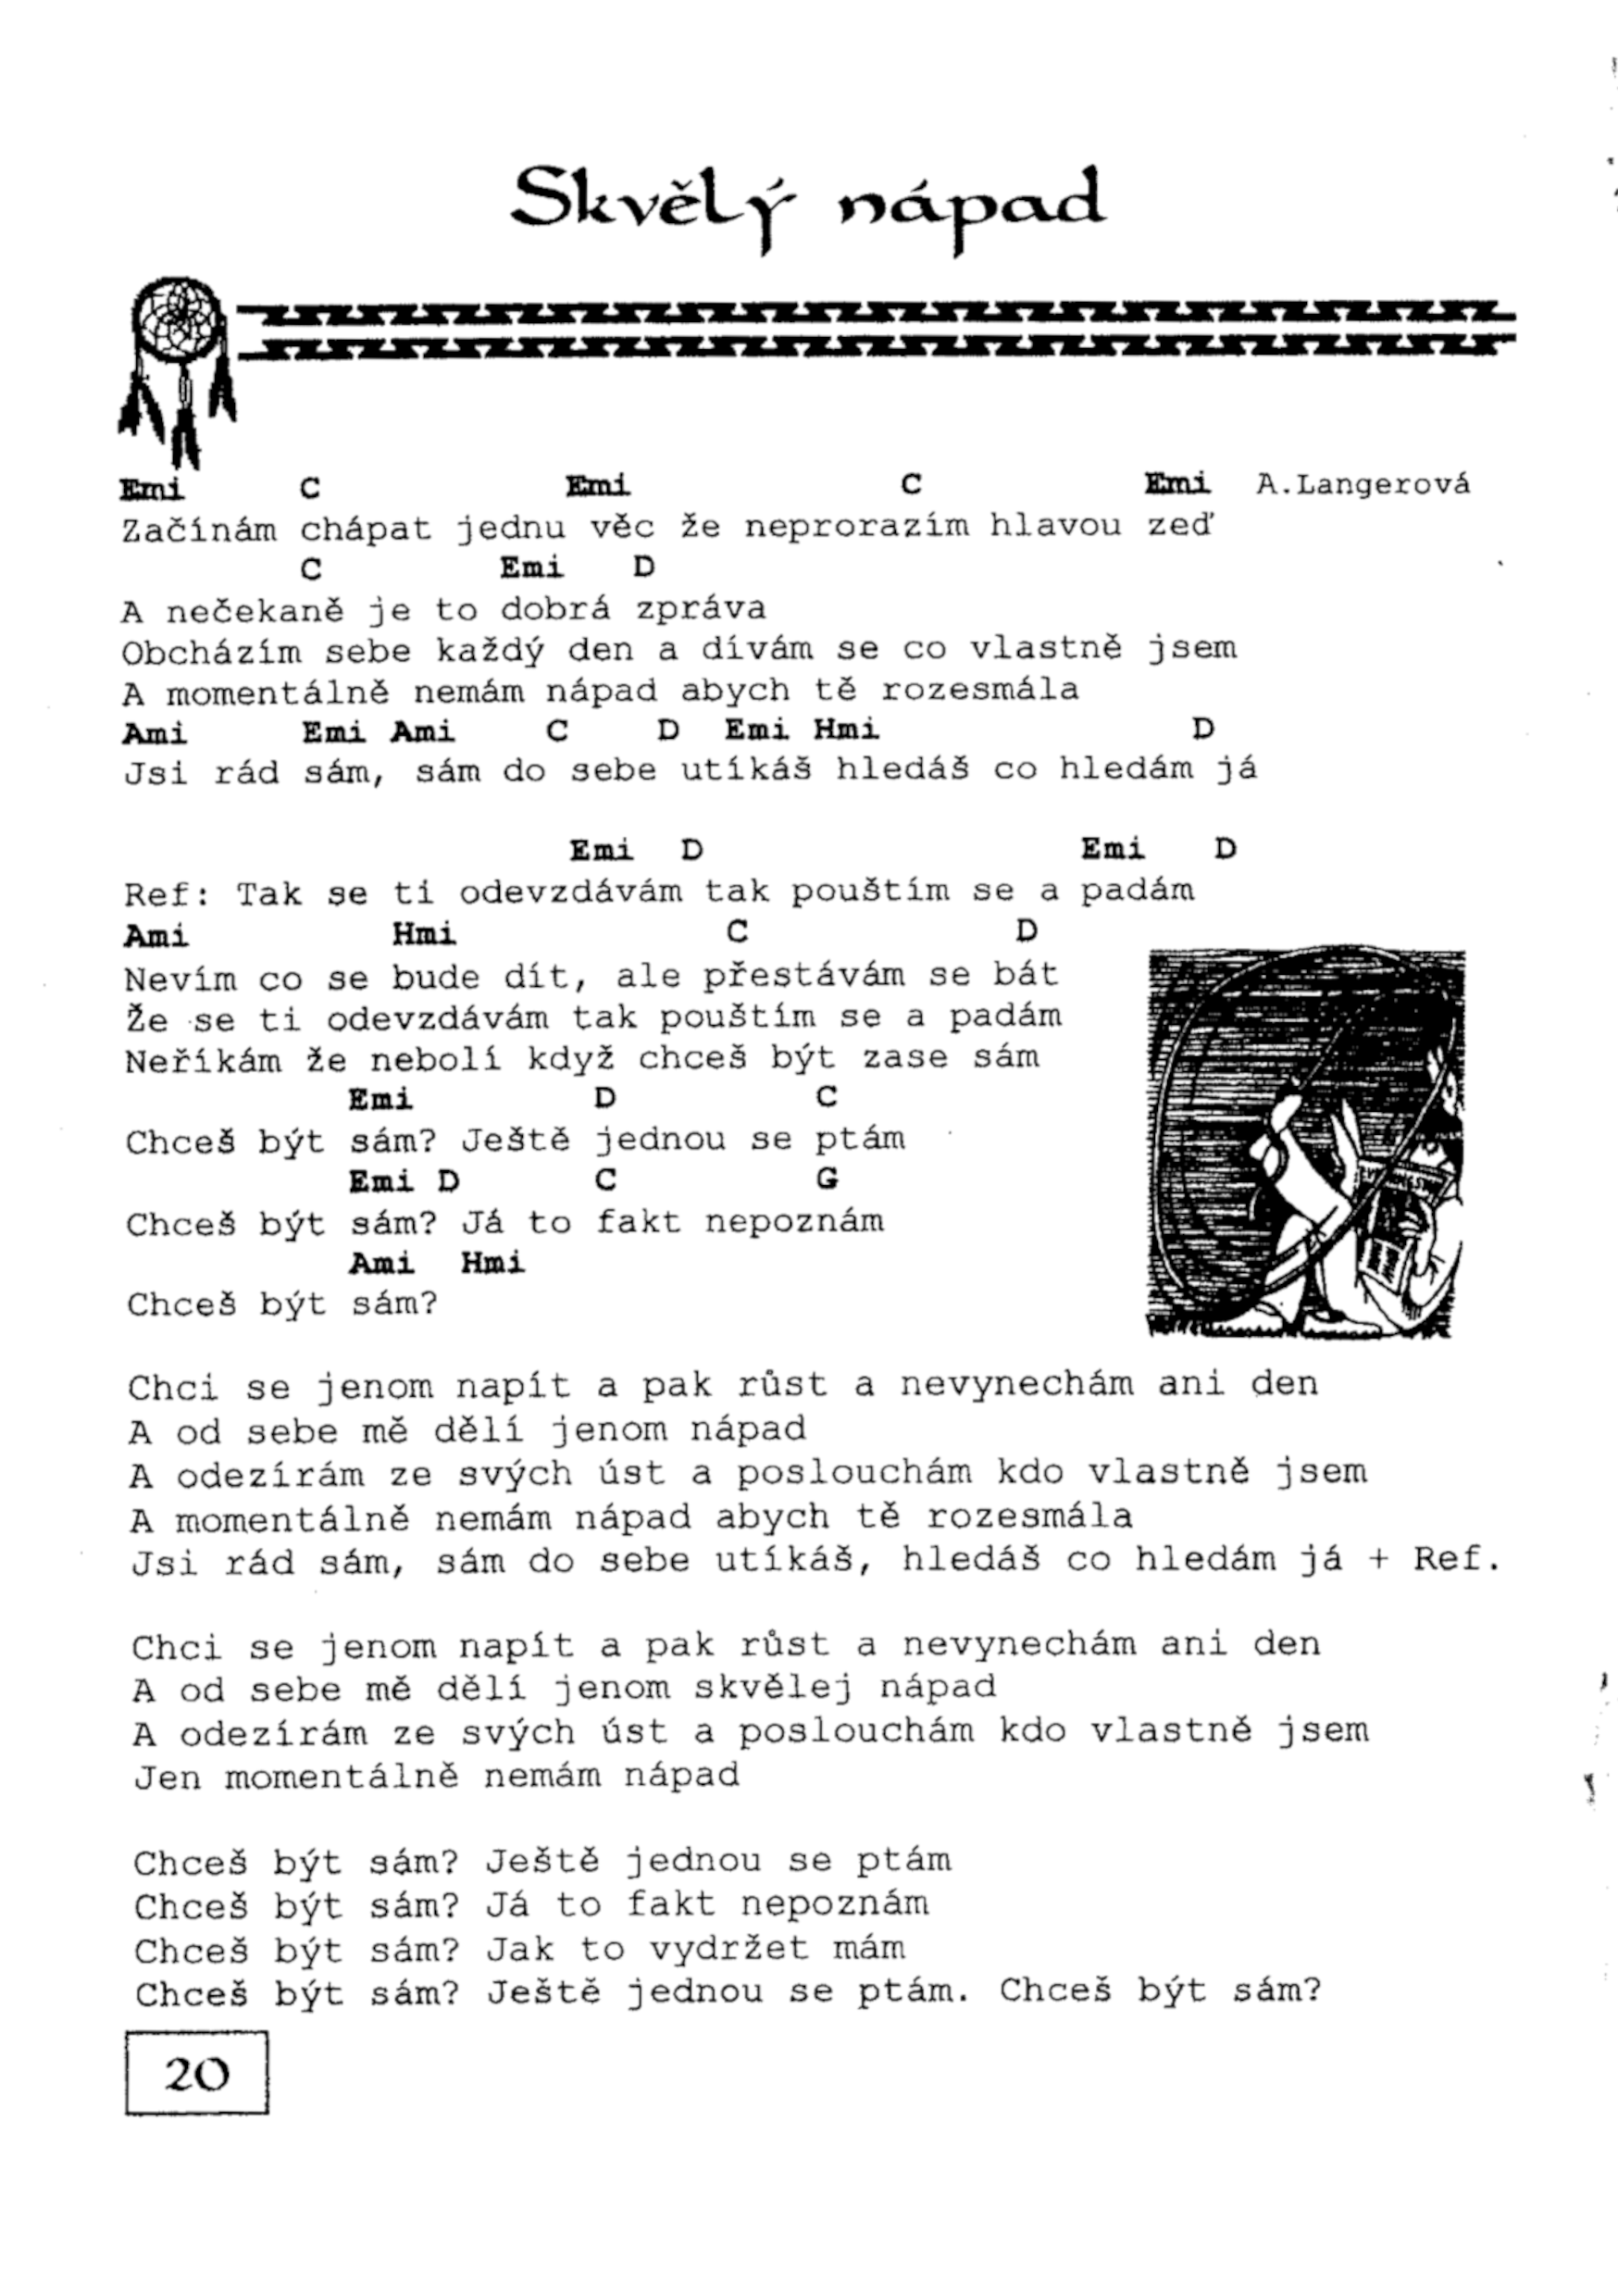 Skvělý nápad
Emi C Emi C Emi A.Langerová
Začínám chápat jednu věc že neprorazím hlavou zeď
C Emi D
A nečekaně je to dobrá zpráva
Obcházím sebe každý den a dívám se co vlastně jsem
A momentálně nemám nápad abych tě rozesmála
Ami Emi Ami C D Emi Hmi D
Jsi rád sám, sám do sebe utíkáš hledáš co hledám já
Emi D Emi D
Ref: Tak se ti odevzdávám tak pouštím se a padám
Ami Hmi C D
Nevím co se bude dít, ale přestávám se bát
Že se ti odevzdávám tak pouštím se a padám
Neříkám že nebolí když chceš být zase sám
Emi D C
Chceš být sám? Ještě jednou se ptám
Emi D C G
Chceš být sám? Já to fakt nepoznám
Ami Hmi
Chceš být sám?
Chci se jenom napít a pak růst a nevynechám ani den
A od sebe mě dělí jenom nápad
A odezírám ze svých úst a poslouchám kdo vlastně jsem
A momentálně nemám nápad abych tě rozesmála
Jsi rád sám, sám do sebe utíkáš, hledáš co hledám já + Ref.
Chci se jenom napít a pak růst a nevynechám ani den
A od sebe mě dělí jenom skvělej nápad
A odezírám ze svých úst a poslouchám kdo vlastně jsem
Jen momentálně nemám nápad
Chceš být sám? Ještě jednou se ptám
Chceš být sám? Já to fakt nepoznám
Chceš být sám? Jak to vydržet mám
Chceš být sám? Ještě jednou se ptám. Chceš být sám?
20